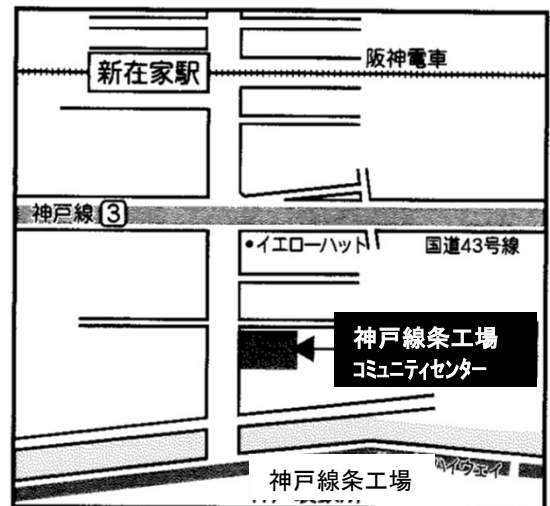 阪神電車
新在家駅
神戸線 3
•イエローハット
国道43号線
神戸線条工場
コミュニティセンター
ハイウェイ
神戸線条工場